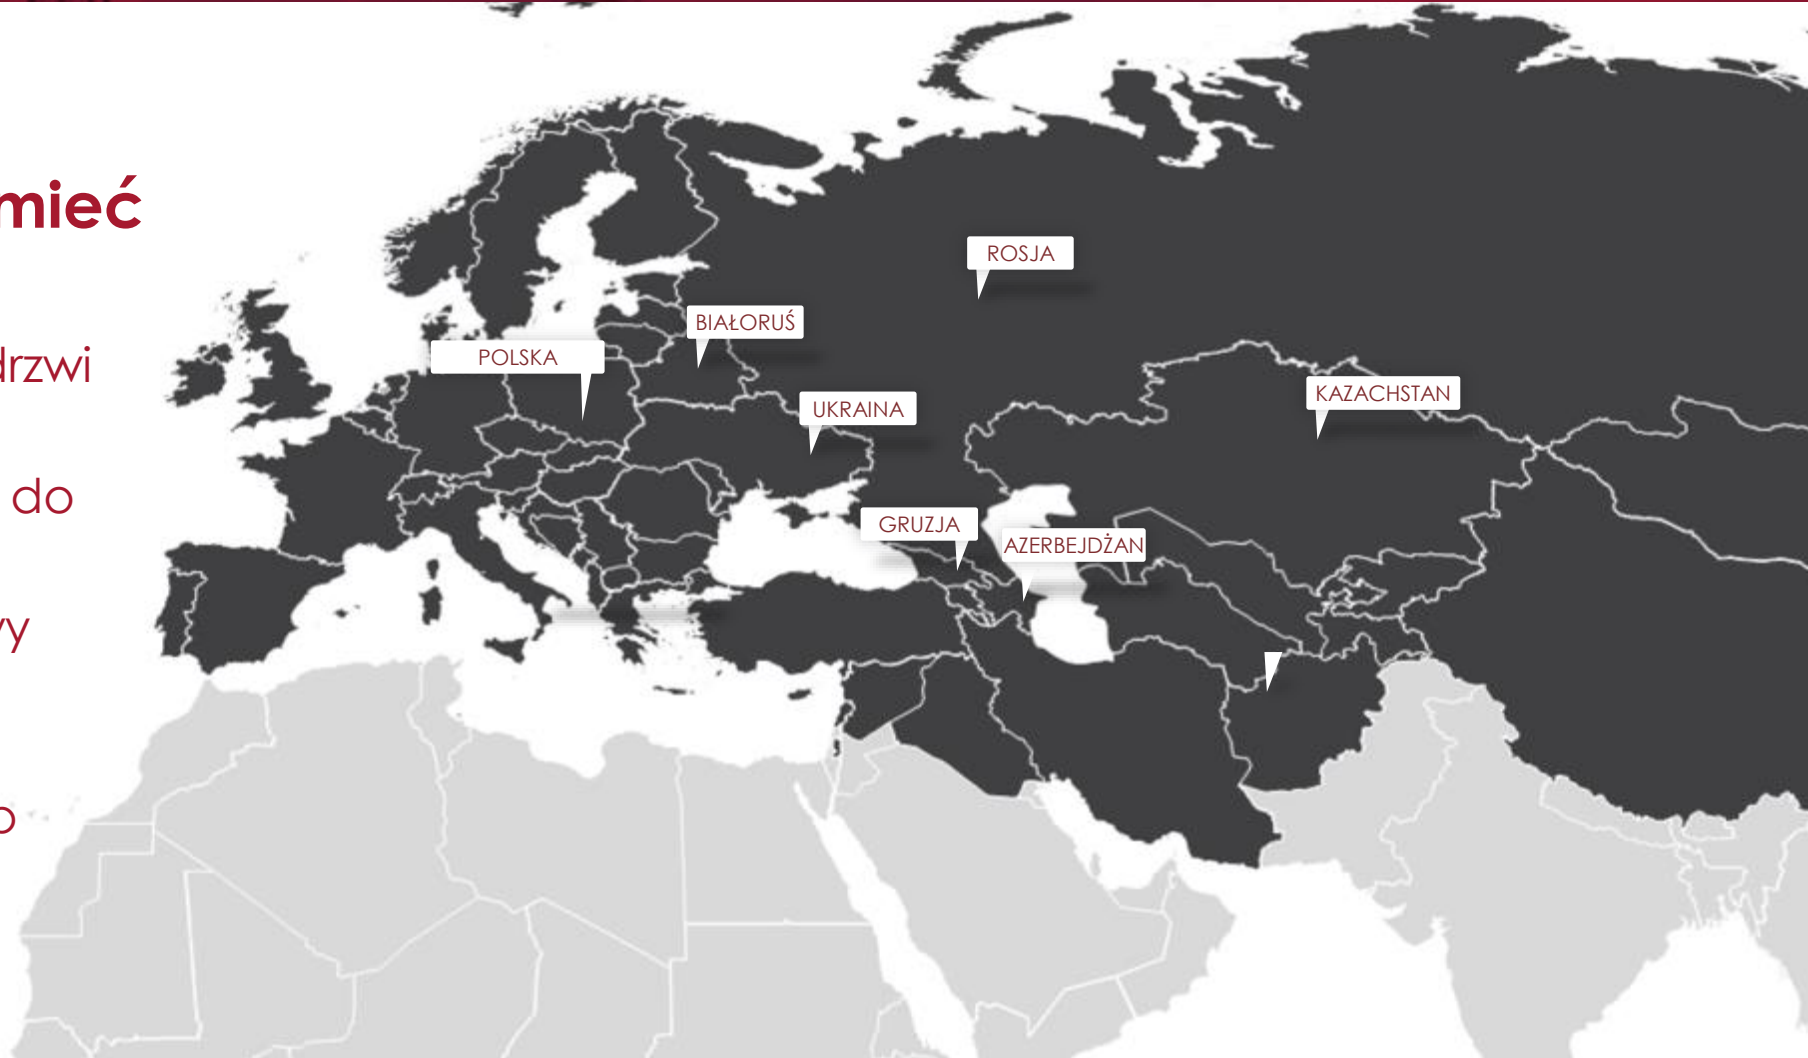 mieć
drzwi
do
ROSJA
BIAŁORUŚ
POLSKA
KAZACHSTAN
UKRAINA
GRUZJA
AZERBEJDŻAN